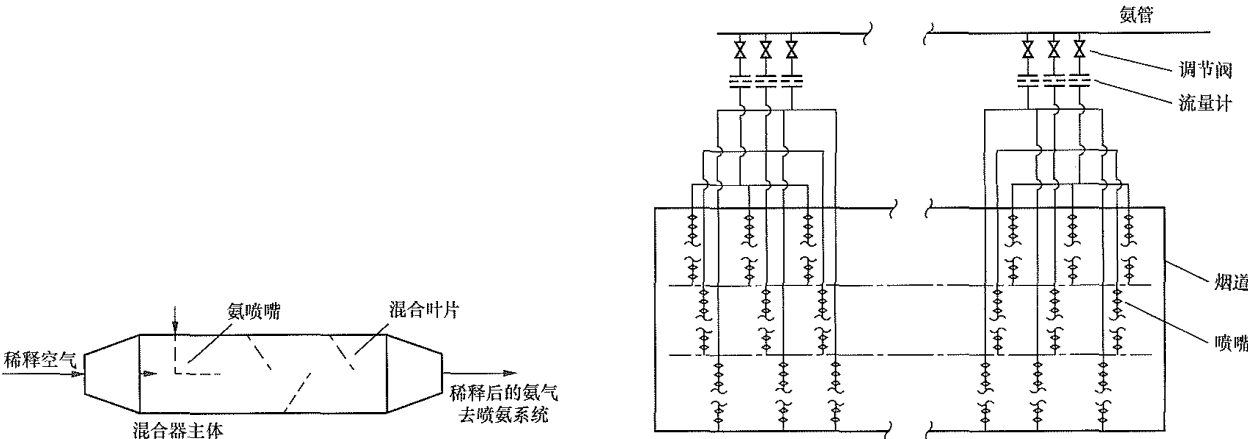 氨管
调节阀
流量计
烟道
喷嘴
氨喷嘴
混合叶片
稀释空气
稀释后的氨气
去喷氨系统
混合器主体